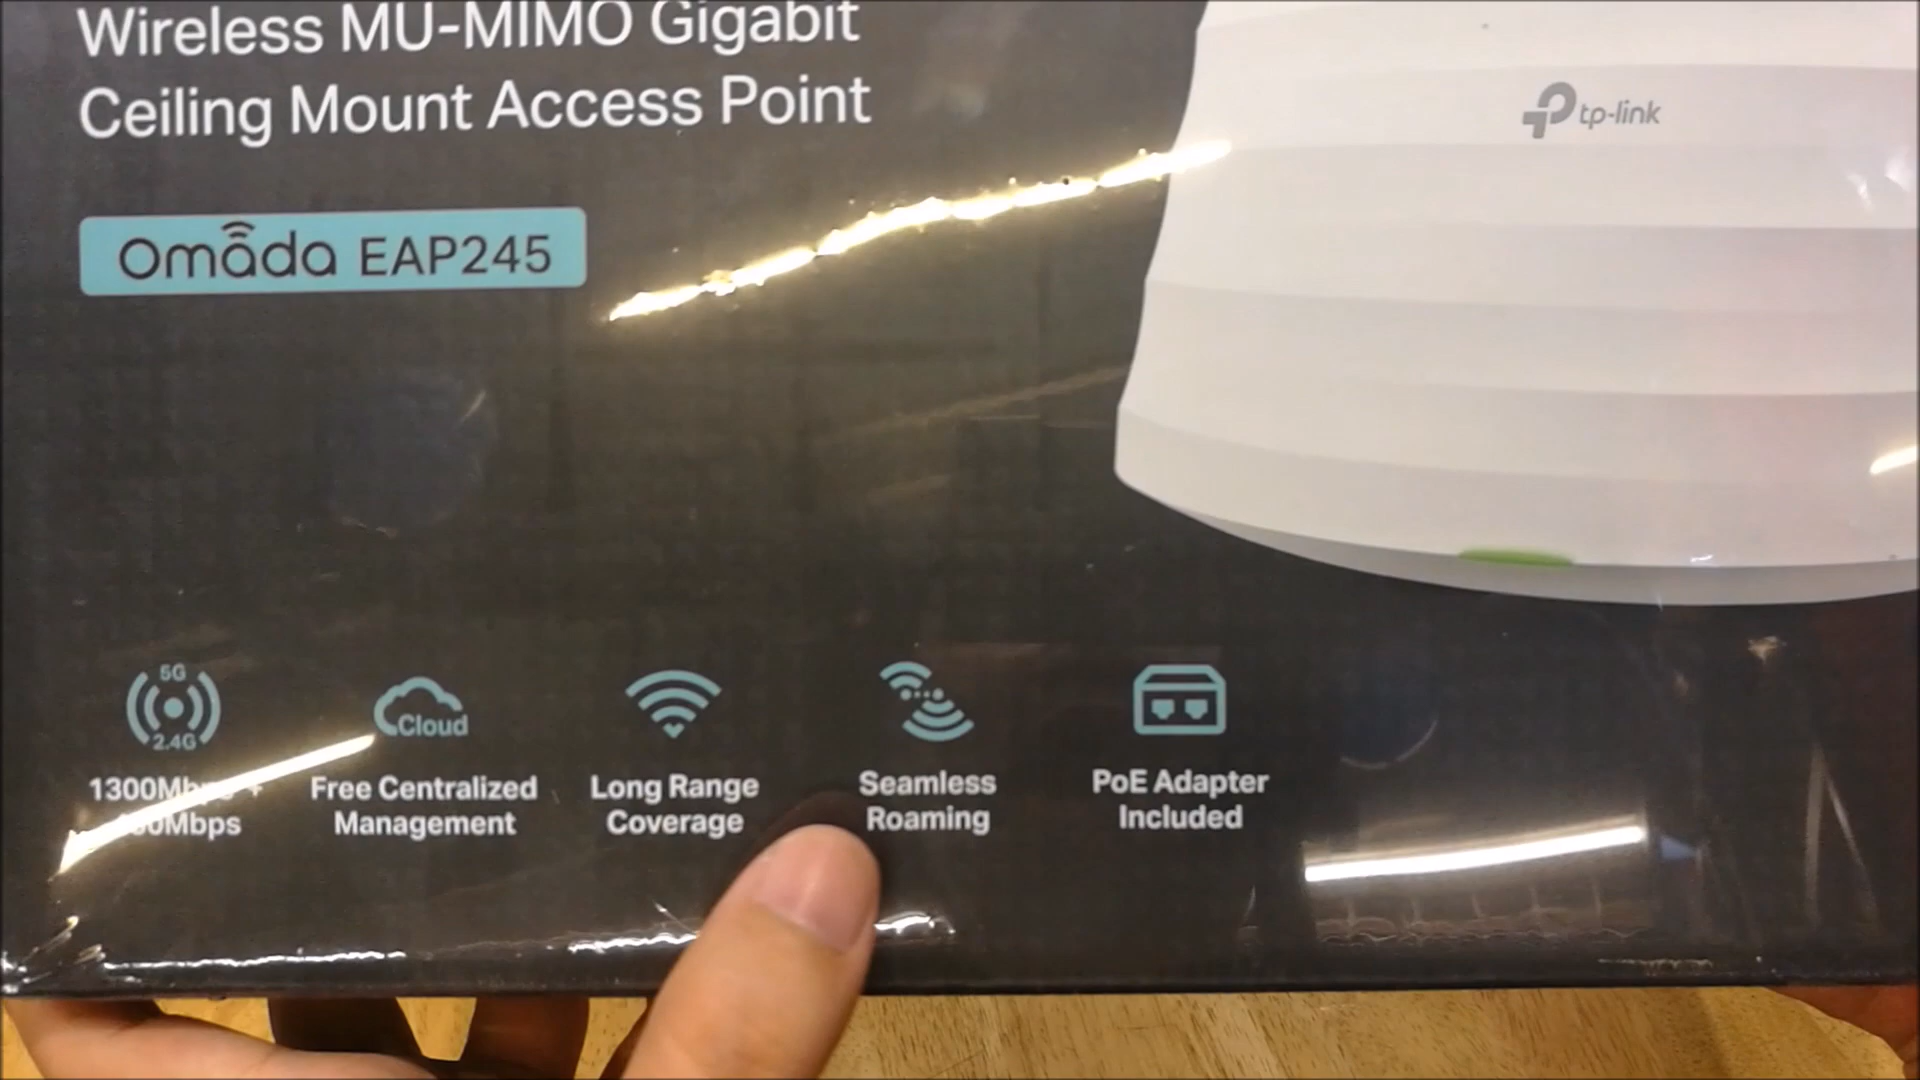 Wireless MU-MIMO Gigabit
Ceiling Mount Access Point
tp-link
Omada EAP245
5G
2.4G
Cloud
1300Mbps +
Free Centralized
Management
Long Range
Coverage
Seamless
Roaming
PoE Adapter
Included